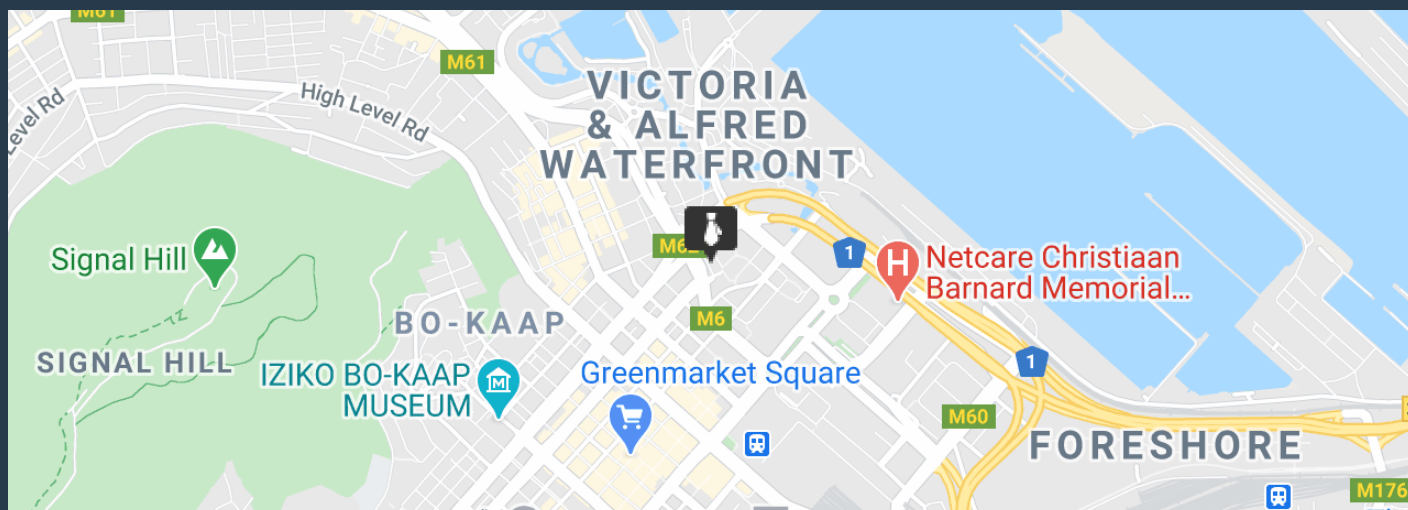 M61
M61
Level Rd
High Level Rd
VICTORIA
& ALFRED
WATERFRONT
Signal Hill
M62
1
H
Netcare Christiaan
Barnard Memorial...
BO-KAAP
M6
SIGNAL HILL
IZIKO BO-KAAP
MUSEUM
M
Greenmarket Square
1
M60
FORESHORE
M176